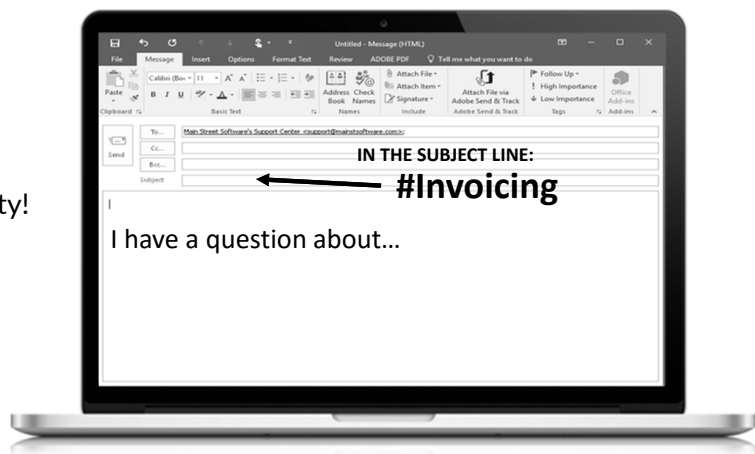 Untitled - Message (HTML)
File Message Insert Options Format Text Review ADOBE PDF Tell me what you want to do
Paste
Calibri (Bo 11
B I U
Address Book
Check Names
Attach File
Attach Item
Signature
Attach File via Adobe Send & Track
Follow Up
High Importance
Low Importance
Office Add-ins
Clipboard Basic Text Names Include Adobe Send & Track Tags Add-ins
Send
To... Main Street Software's Support Center <support@mainstsoftware.com>;
Cc...
Bcc...
Subject
IN THE SUBJECT LINE:
#Invoicing
ty!
I have a question about...